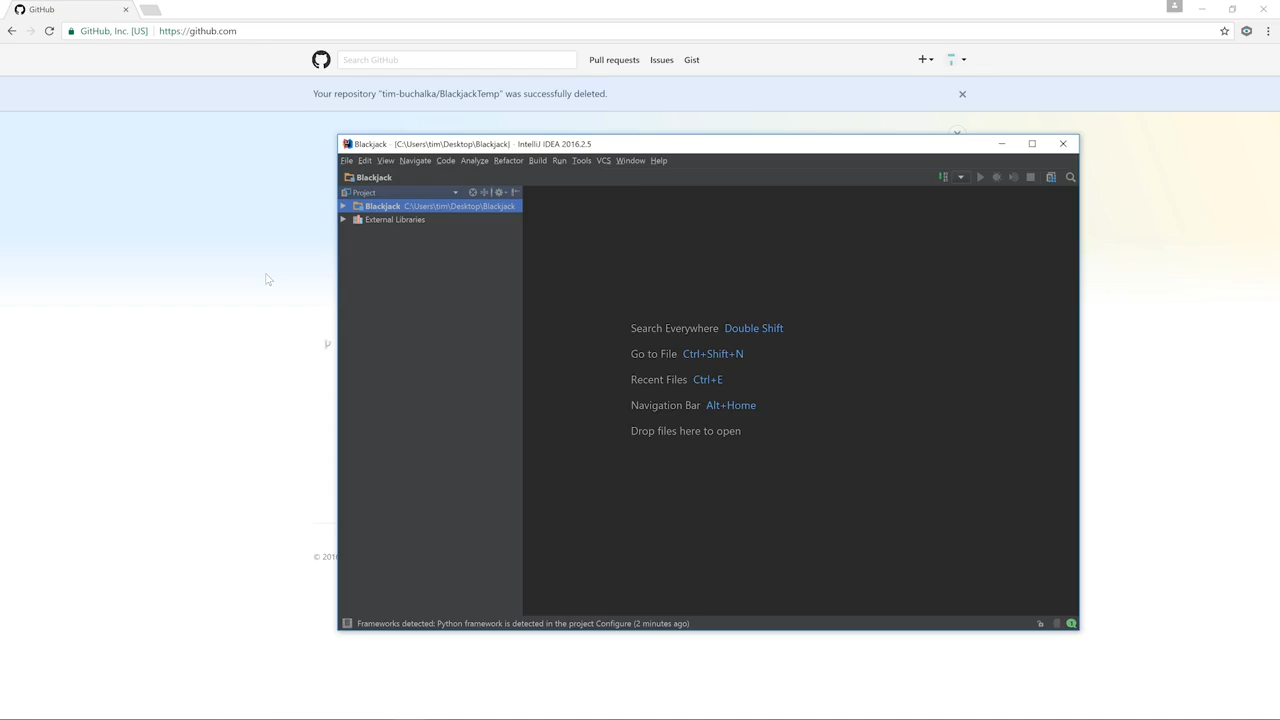 GitHub
GitHub, Inc. [US] https://github.com
Search GitHub
Pull requests Issues Gist
Your repository "tim-buchalka/BlackjackTemp" was successfully deleted.
Blackjack - [C:\Users\tim\Desktop\Blackjack] - IntelliJ IDEA 2016.2.5
File Edit View Navigate Code Analyze Refactor Build Run Tools VCS Window Help
Blackjack
Project
Blackjack C:\Users\tim\Desktop\Blackjack
External Libraries
Search Everywhere Double Shift
Go to File Ctrl+Shift+N
Recent Files Ctrl+E
Navigation Bar Alt+Home
Drop files here to open
© 2016
Frameworks detected: Python framework is detected in the project Configure (2 minutes ago)